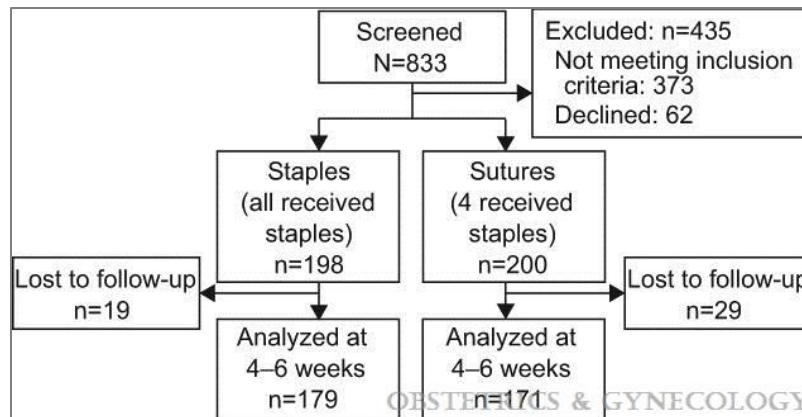 Screened
N=833
Excluded: n=435
Not meeting inclusion
criteria: 373
Declined: 62
Staples
(all received
staples)
n=198
Sutures
(4 received
staples)
n=200
Lost to follow-up
n=19
Lost to follow-up
n=29
Analyzed at
4–6 weeks
n=179
Analyzed at
4–6 weeks
n=171
OBSTETRICS & GYNECOLOGY